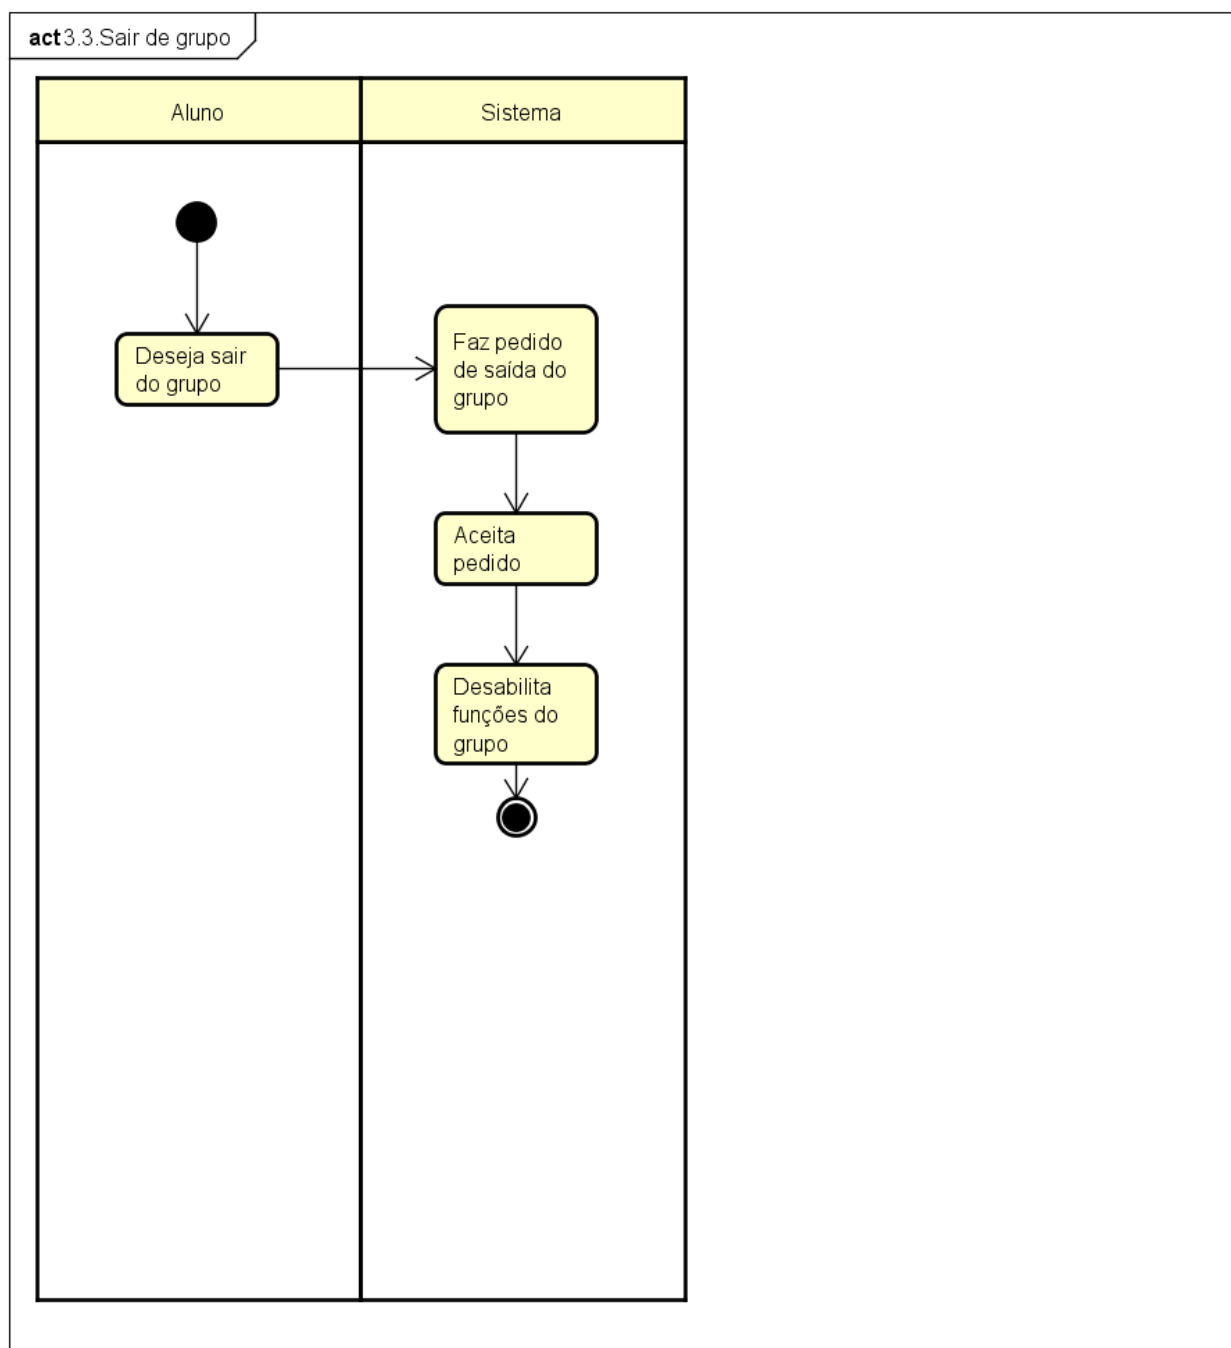 act 3.3.Sair de grupo
Aluno
Sistema
Deseja sair
do grupo
Faz pedido
de saída do
grupo
Aceita
pedido
Desabilita
funções do
grupo